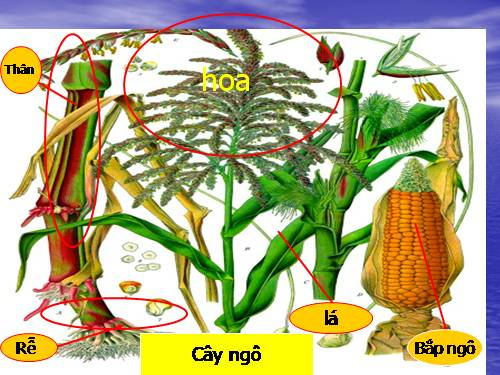 Thân
hoa
lá
Rễ
Cây ngô
Bắp ngô